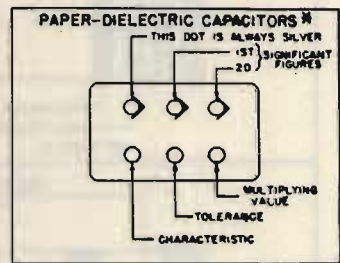 PAPER-DIELECTRIC CAPACITORS *
THIS DOT IS ALWAYS SILVER
1ST } SIGNIFICANT
2D } FIGURES
MULTIPLYING
VALUE
TOLERANCE
CHARACTERISTIC